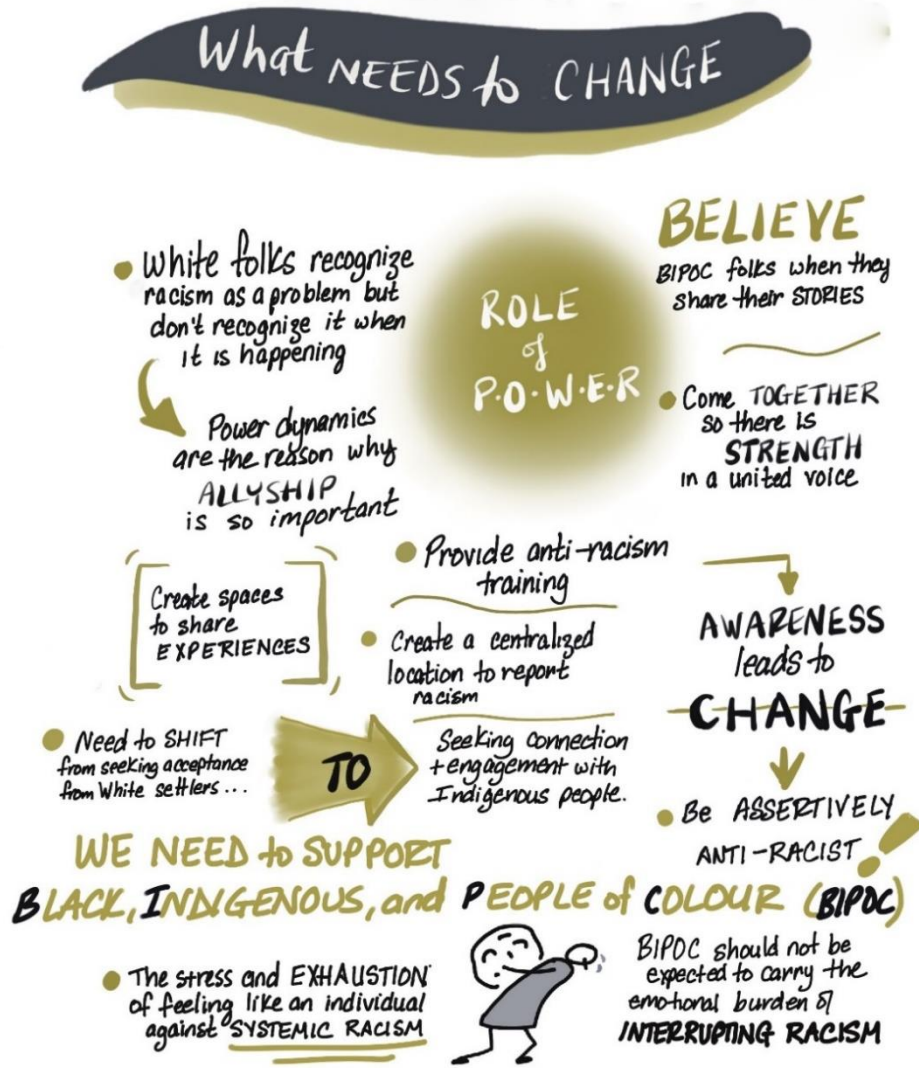 What NEEDS to CHANGE
White folks recognize
racism as a problem but
don't recognize it when
it is happening
Power dynamics
are the reason why
ALLYSHIP
is so important
ROLE
of
P.O.W.E.R
BELIEVE
BIPOC folks when they
share their STORIES
Come TOGETHER
so there is
STRENGTH
in a united voice
Create spaces
to share
EXPERIENCES
Provide anti-racism
training
Create a centralized
location to report
racism
AWARENESS
leads to
CHANGE
Need to SHIFT
from seeking acceptance
from White settlers...
TO
Seeking connection
+ engagement with
Indigenous people.
Be ASSERTIVELY
ANTI-RACIST!
WE NEED to SUPPORT
BLACK, INDIGENOUS, and PEOPLE of COLOUR (BIPOC)
The stress and EXHAUSTION
of feeling like an individual
against SYSTEMIC RACISM
BIPOC should not be
expected to carry the
emotional burden of
INTERRUPTING RACISM